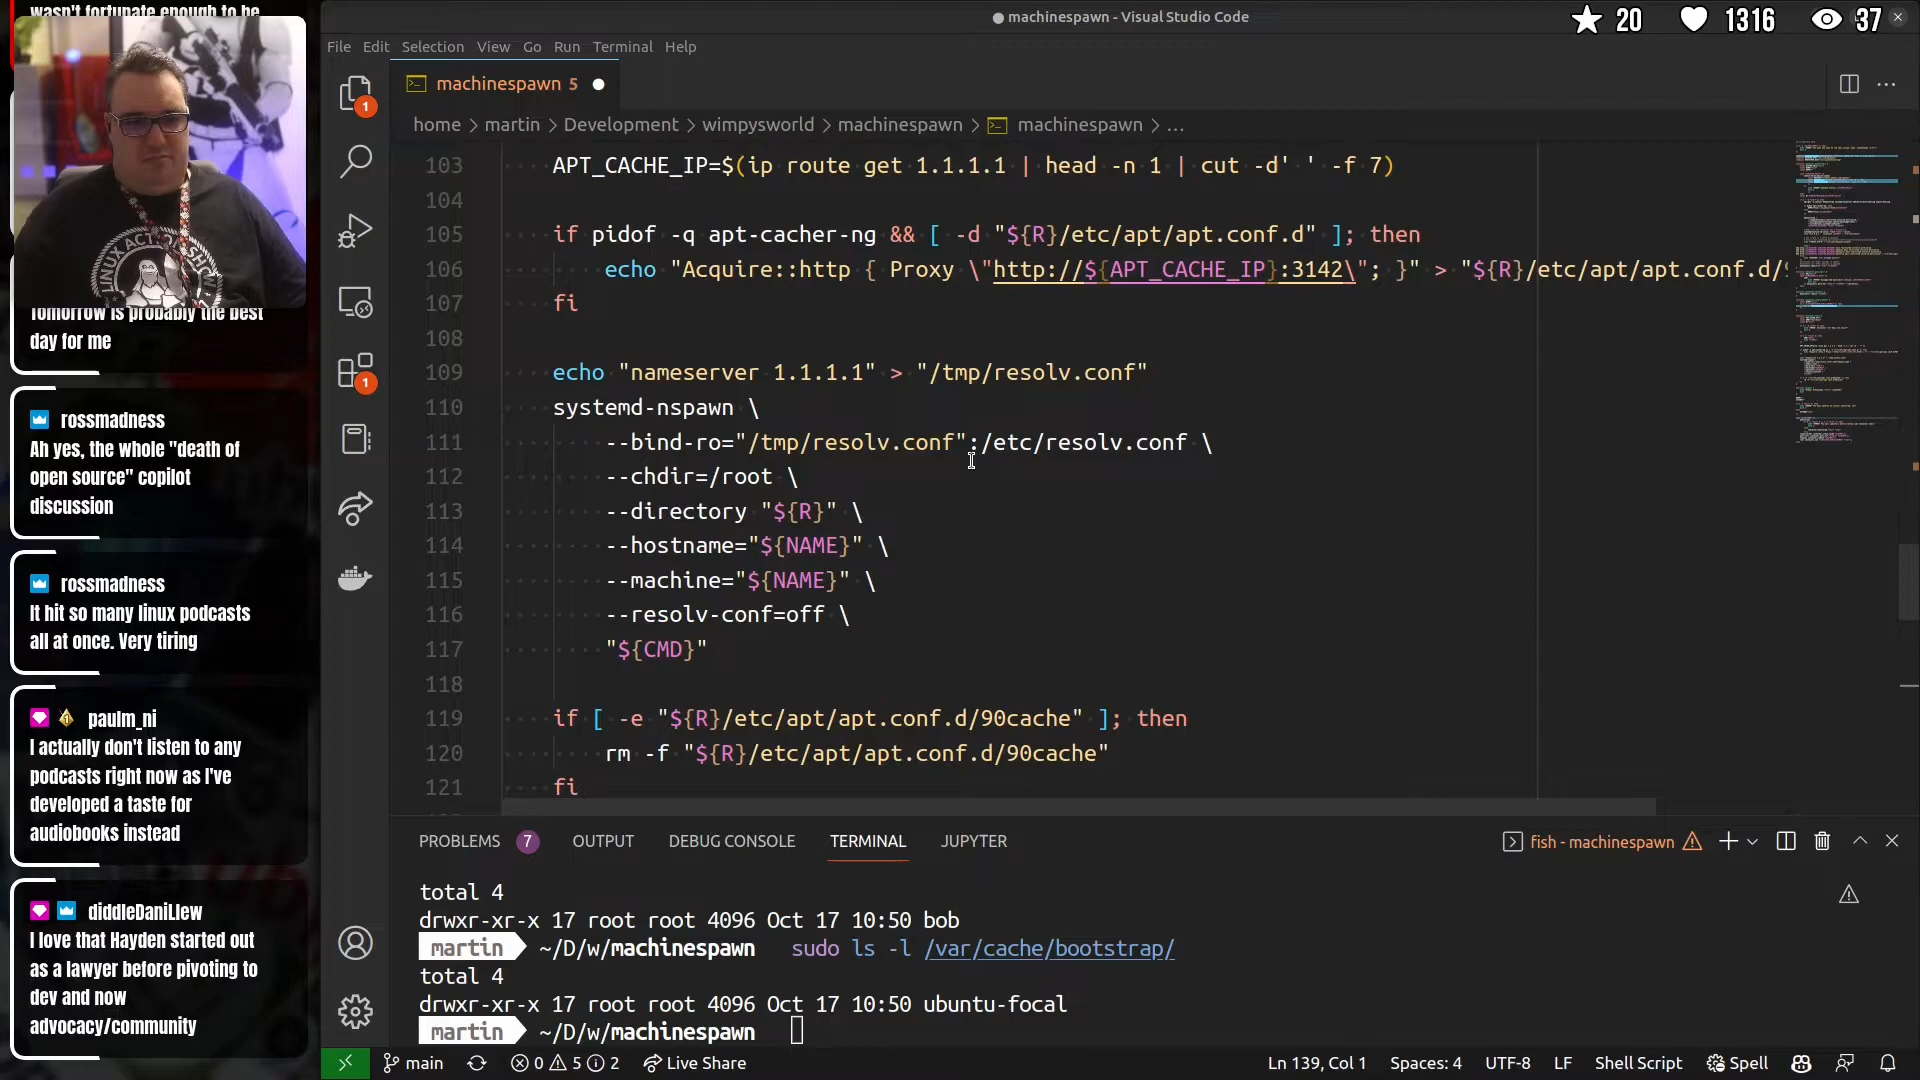 wasn't fortunate enough to be
LINUX ACTION SHOW
Tomorrow is probably the best
day for me
rossmadness
Ah yes, the whole "death of
open source" copilot
discussion
rossmadness
It hit so many linux podcasts
all at once. Very tiring
paulm_ni
I actually don't listen to any
podcasts right now as I've
developed a taste for
audiobooks instead
diddleDaniLlew
I love that Hayden started out
as a lawyer before pivoting to
dev and now
advocacy/community
machinespawn - Visual Studio Code
20 1316 37
File Edit Selection View Go Run Terminal Help
machinespawn 5
home > martin > Development > wimpysworld > machinespawn > machinespawn > ...
1
1
103 APT_CACHE_IP=$(ip route get 1.1.1.1 | head -n 1 | cut -d' ' -f 7)
104
105 if pidof -q apt-cacher-ng && [ -d "${R}/etc/apt/apt.conf.d" ]; then
106 echo "Acquire::http { Proxy \"http://${APT_CACHE_IP}:3142\"; }" > "${R}/etc/apt/apt.conf.d/
107 fi
108
109 echo "nameserver 1.1.1.1" > "/tmp/resolv.conf"
110 systemd-nspawn \
111 --bind-ro="/tmp/resolv.conf":/etc/resolv.conf \
112 --chdir=/root \
113 --directory "${R}" \
114 --hostname="${NAME}" \
115 --machine="${NAME}" \
116 --resolv-conf=off \
117 "${CMD}"
118
119 if [ -e "${R}/etc/apt/apt.conf.d/90cache" ]; then
120 rm -f "${R}/etc/apt/apt.conf.d/90cache"
121 fi
PROBLEMS 7 OUTPUT DEBUG CONSOLE TERMINAL JUPYTER fish - machinespawn
total 4
drwxr-xr-x 17 root root 4096 Oct 17 10:50 bob
martin ~/D/w/machinespawn sudo ls -l /var/cache/bootstrap/
total 4
drwxr-xr-x 17 root root 4096 Oct 17 10:50 ubuntu-focal
martin ~/D/w/machinespawn
main 0 5 2 Live Share Ln 139, Col 1 Spaces: 4 UTF-8 LF Shell Script Spell